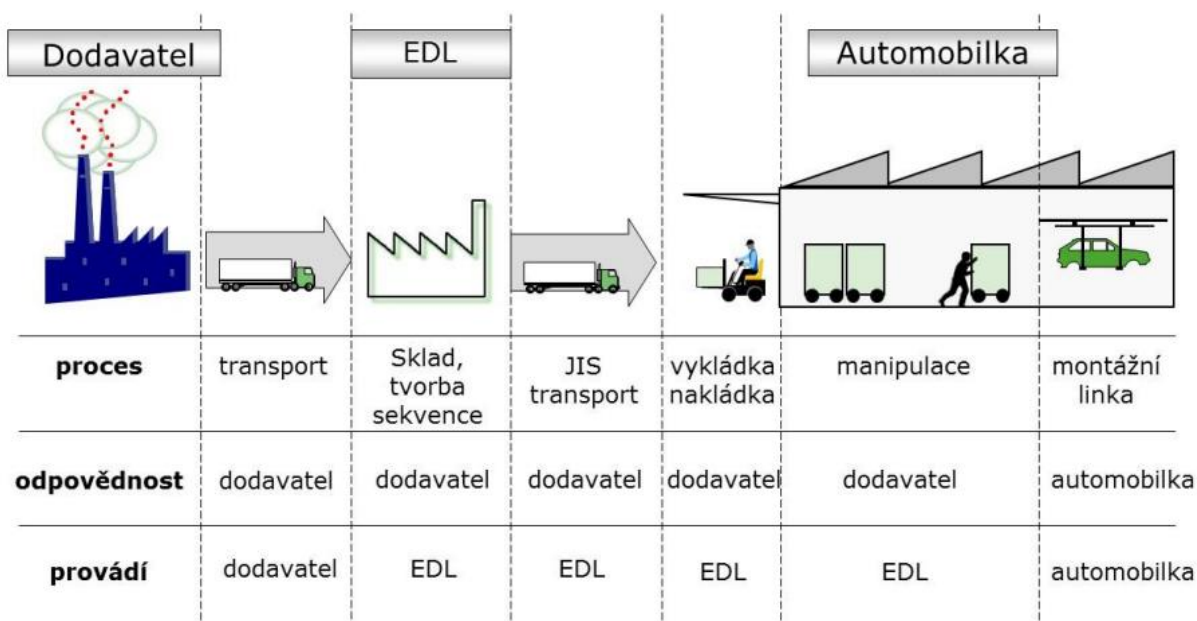 Dodavatel EDL Automobilka
proces transport Sklad, tvorba sekvence JIS transport vykládka nakládka manipulace montážní linka
odpovědnost dodavatel dodavatel dodavatel dodavatel dodavatel automobilka
provádí dodavatel EDL EDL EDL EDL automobilka